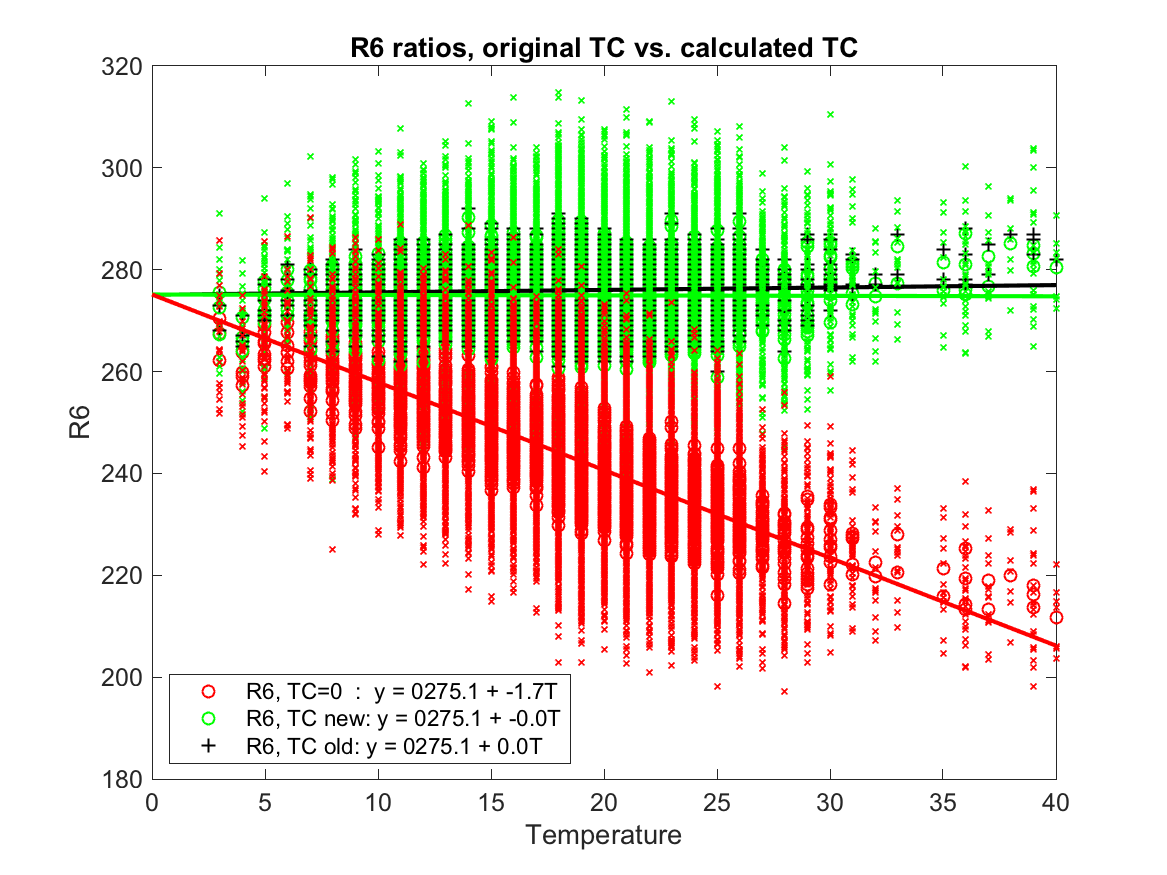 R6 ratios, original TC vs. calculated TC
320
300
280
260
240
220
200
180
R6
R6, TC=0  :  y = 0275.1 + -1.7T
R6, TC new: y = 0275.1 + -0.0T
R6, TC old: y = 0275.1 + 0.0T
0 5 10 15 20 25 30 35 40
Temperature